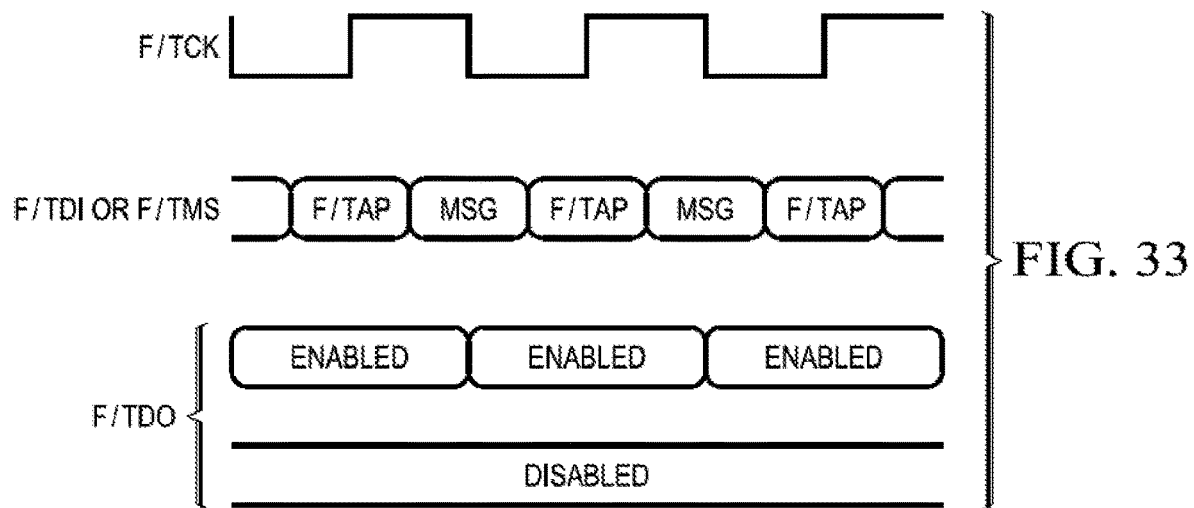 F/TCK
F/TDI OR F/TMS
F/TAP MSG F/TAP MSG F/TAP
FIG. 33
ENABLED ENABLED ENABLED
F/TDO
DISABLED